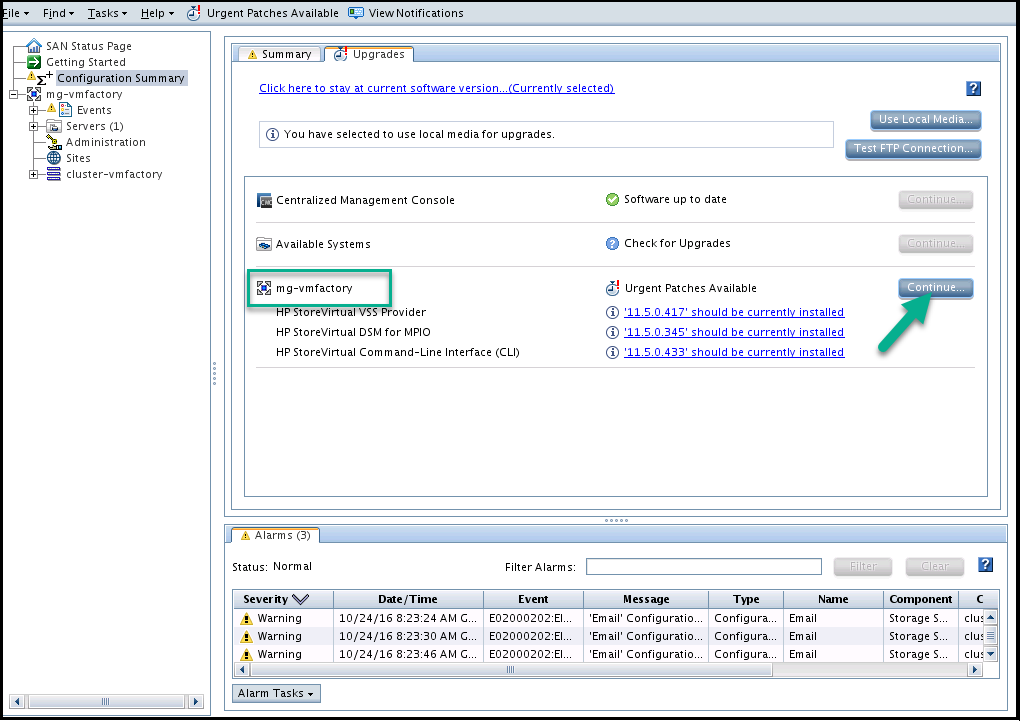 File Find Tasks Help Urgent Patches Available View Notifications
SAN Status Page
Getting Started
Configuration Summary
mg-vmfactory
Events
Servers (1)
Administration
Sites
cluster-vmfactory
Summary Upgrades
Click here to stay at current software version...(Currently selected)
?
You have selected to use local media for upgrades.
Use Local Media...
Test FTP Connection...
CMC Centralized Management Console Software up to date Continue...
Available Systems ? Check for Upgrades Continue...
mg-vmfactory Urgent Patches Available Continue...
HP StoreVirtual VSS Provider '11.5.0.417' should be currently installed
HP StoreVirtual DSM for MPIO '11.5.0.345' should be currently installed
HP StoreVirtual Command-Line Interface (CLI) '11.5.0.433' should be currently installed
Alarms (3)
Status: Normal Filter Alarms: Filter Clear ?
Severity Date/Time Event Message Type Name Component C
Warning 10/24/16 8:23:24 AM G... E02000202:El... 'Email' Configuratio... Configura... Email Storage S... clus
Warning 10/24/16 8:23:30 AM G... E02000202:El... 'Email' Configuratio... Configura... Email Storage S... clus
Warning 10/24/16 8:23:46 AM G... E02000202:El... 'Email' Configuratio... Configura... Email Storage S... clus
Alarm Tasks